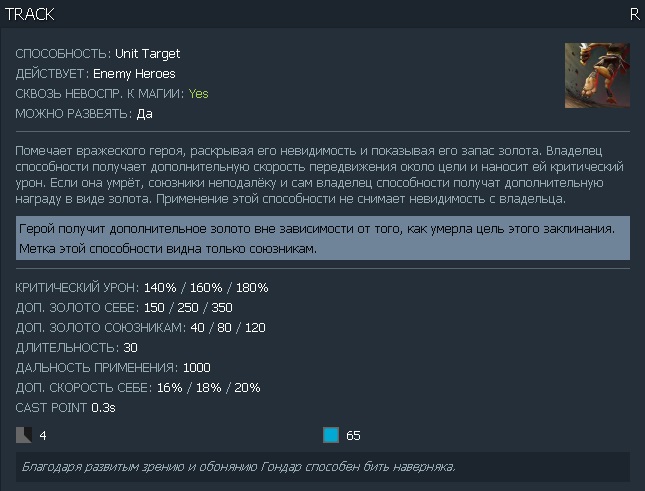 TRACK R
СПОСОБНОСТЬ: Unit Target
ДЕЙСТВУЕТ: Enemy Heroes
СКВОЗЬ НЕВОСПР. К МАГИИ: Yes
МОЖНО РАЗВЕЯТЬ: Да
Помечает вражеского героя, раскрывая его невидимость и показывая его запас золота. Владелец
способности получает дополнительную скорость передвижения около цели и наносит ей критический
урон. Если она умрёт, союзники неподалёку и сам владелец способности получат дополнительную
награду в виде золота. Применение этой способности не снимает невидимость с владельца.
Герой получит дополнительное золото вне зависимости от того, как умерла цель этого заклинания.
Метка этой способности видна только союзникам.
КРИТИЧЕСКИЙ УРОН: 140% / 160% / 180%
ДОП. ЗОЛОТО СЕБЕ: 150 / 250 / 350
ДОП. ЗОЛОТО СОЮЗНИКАМ: 40 / 80 / 120
ДЛИТЕЛЬНОСТЬ: 30
ДАЛЬНОСТЬ ПРИМЕНЕНИЯ: 1000
ДОП. СКОРОСТЬ СЕБЕ: 16% / 18% / 20%
CAST POINT 0.3s
4 65
Благодаря развитым зрению и обонянию Гондар способен бить наверняка.